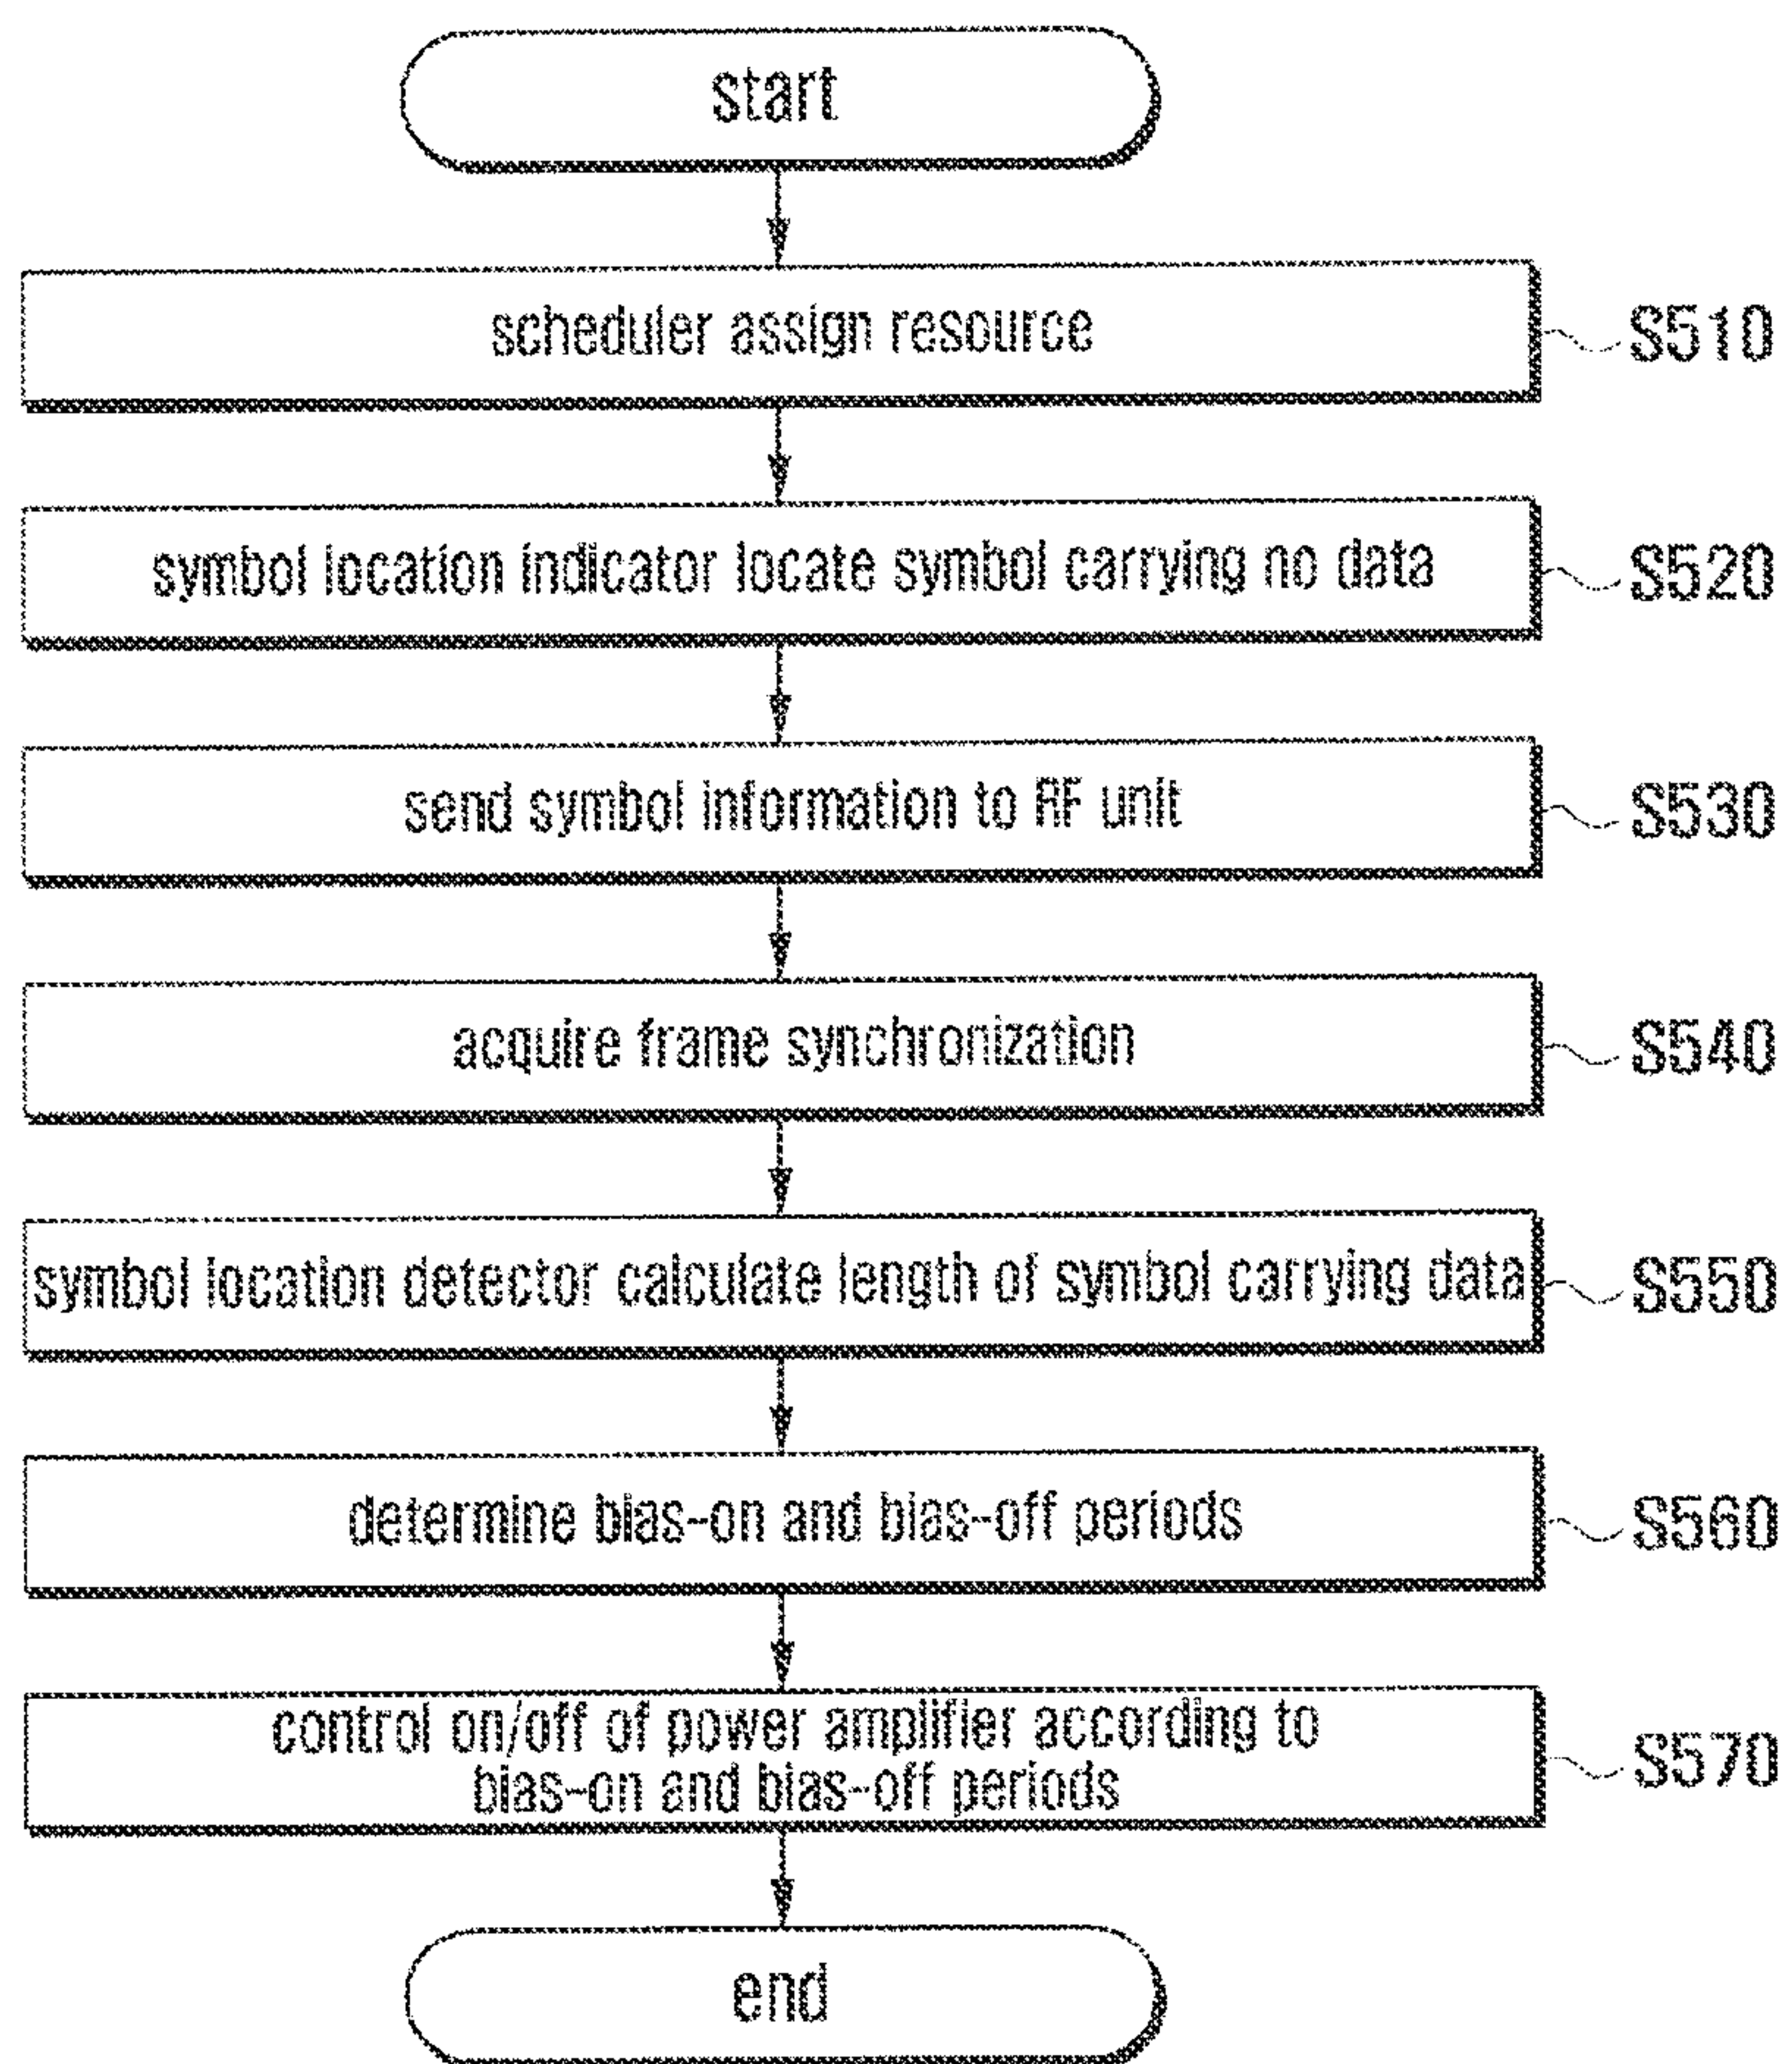 start
scheduler assign resource
S510
symbol location indicator locate symbol carrying no data
S520
send symbol information to RF unit
S530
acquire frame synchronization
S540
symbol location detector calculate length of symbol carrying data
S550
determine bias-on and bias-off periods
S560
control on/off of power amplifier according to
bias-on and bias-off periods
S570
end